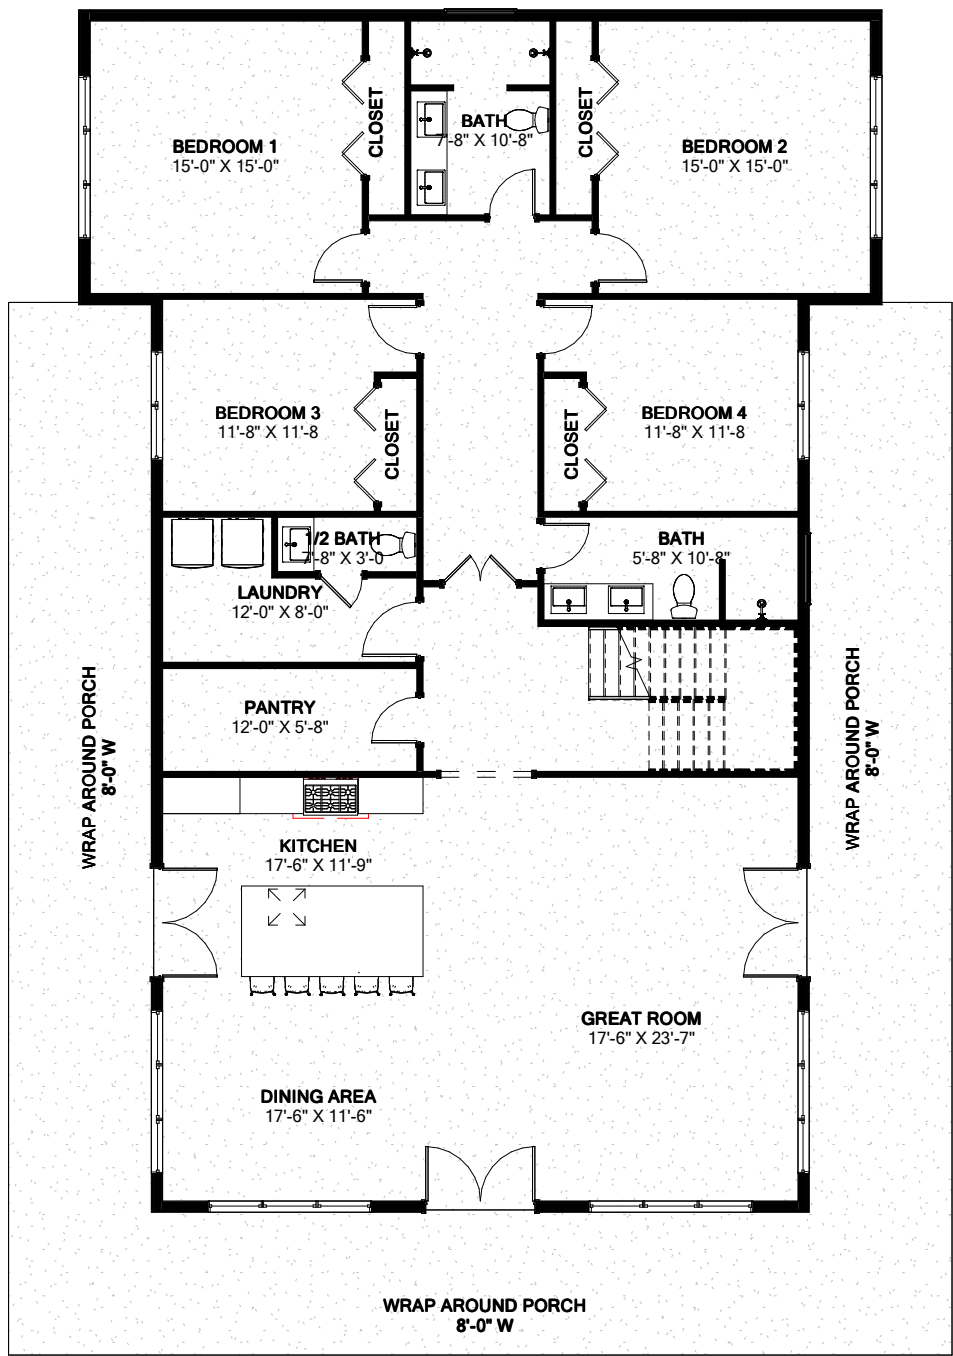 BEDROOM 1
15'-0" X 15'-0"
CLOSET
BATH
7'-8" X 10'-8"
CLOSET
BEDROOM 2
15'-0" X 15'-0"
BEDROOM 3
11'-8" X 11'-8
CLOSET
CLOSET
BEDROOM 4
11'-8" X 11'-8
1/2 BATH
7'-8" X 3'-0
BATH
5'-8" X 10'-8"
LAUNDRY
12'-0" X 8'-0"
PANTRY
12'-0" X 5'-8"
WRAP AROUND PORCH
8'-0" W
WRAP AROUND PORCH
8'-0" W
KITCHEN
17'-6" X 11'-9"
GREAT ROOM
17'-6" X 23'-7"
DINING AREA
17'-6" X 11'-6"
WRAP AROUND PORCH
8'-0" W